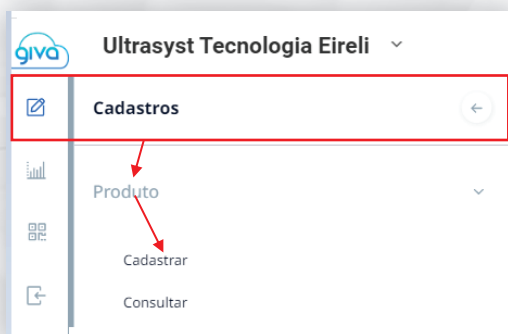 giva
Ultrasyst Tecnologia Eireli
Cadastros
Produto
Cadastrar
Consultar